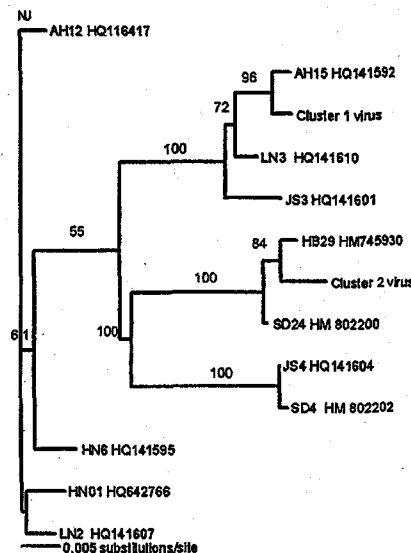 NJ
AH12 HQ116417
96
AH15 HQ141592
72
Cluster 1 virus
100
LN3 HQ141610
JS3 HQ141601
55
84
HB29 HM745930
100
Cluster 2 virus
SD24 HM 802200
100
61
JS4 HQ141604
100
SD4 HM 802202
HN6 HQ141595
HN01 HQ642766
LN2 HQ141607
0.005 substitutions/site